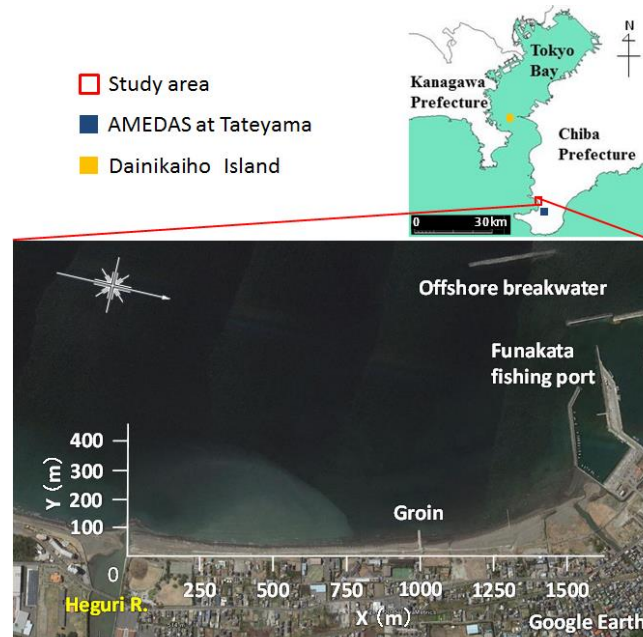 Study area
AMEDAS at Tateyama
Dainikaiho Island
Tokyo
Bay
Kanagawa
Prefecture
Chiba
Prefecture
4
N
0 30km
Offshore breakwater
Funakata
fishing port
Groin
Y (m)
400
300
200
100
0
250 500 750 1000 1250 1500
X (m)
Heguri R.
Google Earth